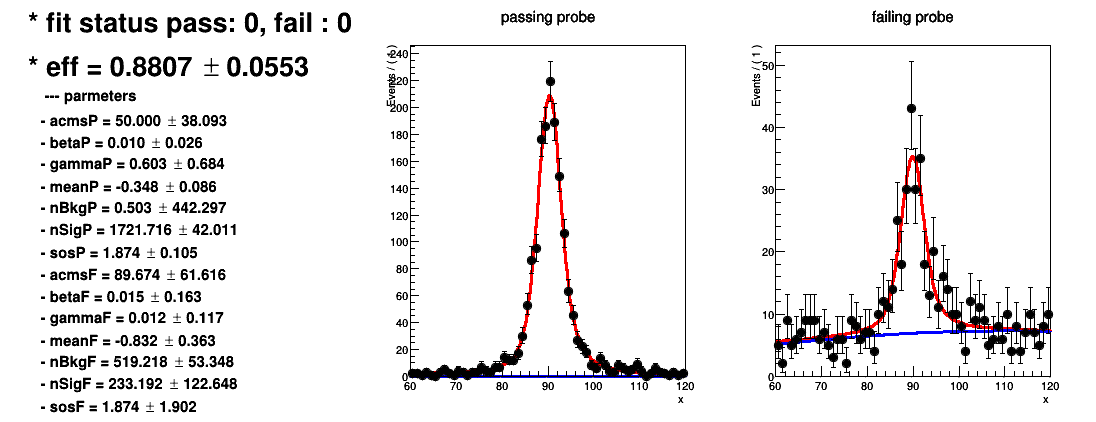 * fit status pass: 0, fail : 0
* eff = 0.8807 ± 0.0553
--- parmeters
- acmsP = 50.000 ± 38.093
- betaP = 0.010 ± 0.026
- gammaP = 0.603 ± 0.684
- meanP = -0.348 ± 0.086
- nBkgP = 0.503 ± 442.297
- nSigP = 1721.716 ± 42.011
- sosP = 1.874 ± 0.105
- acmsF = 89.674 ± 61.616
- betaF = 0.015 ± 0.163
- gammaF = 0.012 ± 0.117
- meanF = -0.832 ± 0.363
- nBkgF = 519.218 ± 53.348
- nSigF = 233.192 ± 122.648
- sosF = 1.874 ± 1.902
passing probe
Events / ( 1 )
240
220
200
180
160
140
120
100
80
60
40
20
0
60 70 80 90 100 110 120
x
failing probe
Events / ( 1 )
50
40
30
20
10
0
60 70 80 90 100 110 120
x